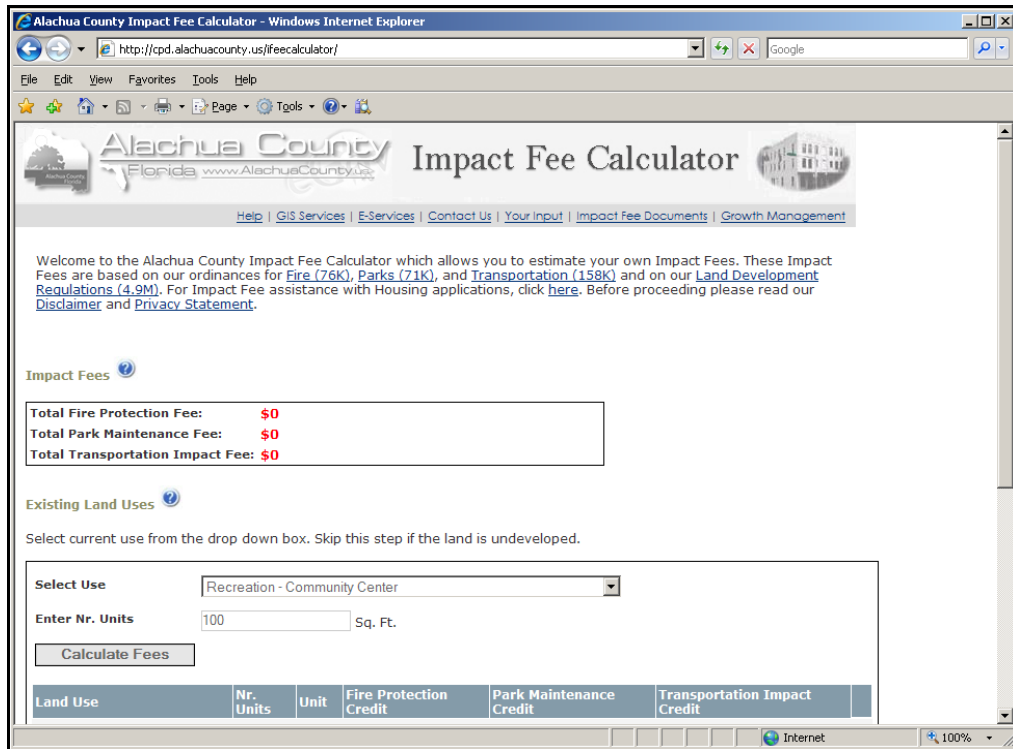 Alachua County Impact Fee Calculator - Windows Internet Explorer
http://cpd.alachuacounty.us/ifeecalculator/
Google
File Edit View Favorites Tools Help
Page Tools
Alachua County
Florida www.AlachuaCounty.us
Impact Fee Calculator
Help | GIS Services | E-Services | Contact Us | Your Input | Impact Fee Documents | Growth Management
Welcome to the Alachua County Impact Fee Calculator which allows you to estimate your own Impact Fees. These Impact
Fees are based on our ordinances for Fire (76K), Parks (71K), and Transportation (158K) and on our Land Development
Regulations (4.9M). For Impact Fee assistance with Housing applications, click here. Before proceeding please read our
Disclaimer and Privacy Statement.
Impact Fees
Total Fire Protection Fee: $0
Total Park Maintenance Fee: $0
Total Transportation Impact Fee: $0
Existing Land Uses
Select current use from the drop down box. Skip this step if the land is undeveloped.
Select Use Recreation - Community Center
Enter Nr. Units 100 Sq. Ft.
Calculate Fees
Land Use Nr. Units Unit Fire Protection Credit Park Maintenance Credit Transportation Impact Credit
Internet 100%